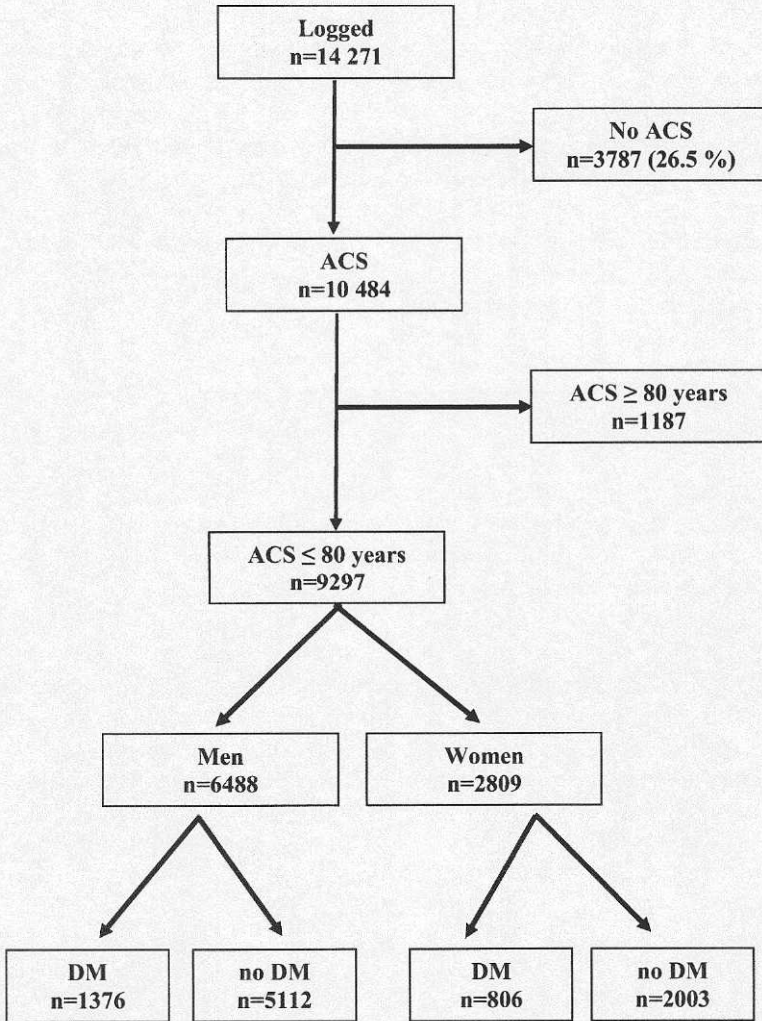 Logged
n=14 271
No ACS
n=3787 (26.5 %)
ACS
n=10 484
ACS ≥ 80 years
n=1187
ACS ≤ 80 years
n=9297
Men
n=6488
Women
n=2809
DM
n=1376
no DM
n=5112
DM
n=806
no DM
n=2003